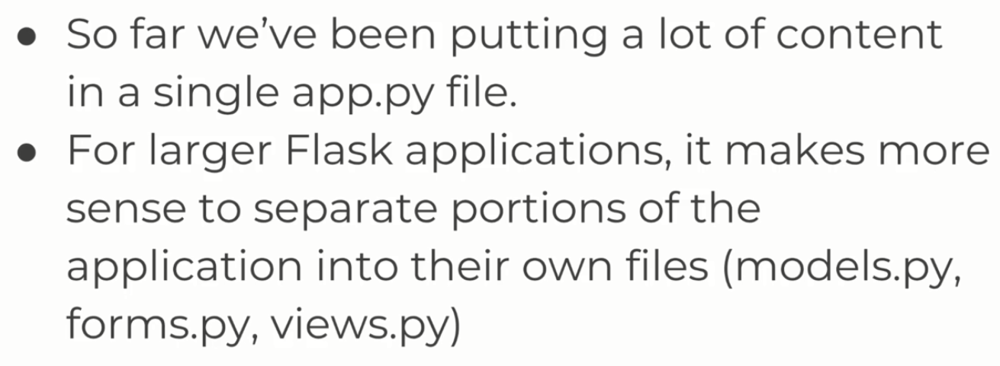 ● So far we’ve been putting a lot of content
in a single app.py file.
● For larger Flask applications, it makes more
sense to separate portions of the
application into their own files (models.py,
forms.py, views.py)